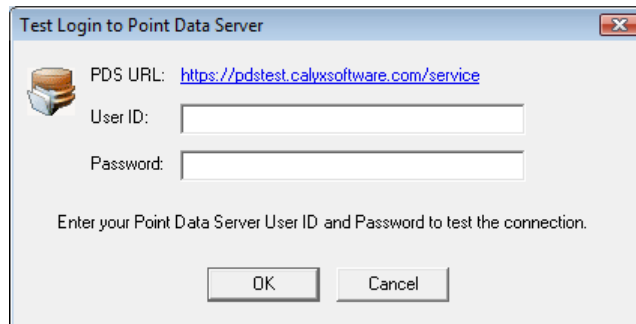 Test Login to Point Data Server
PDS URL: https://pdstest.calyxsoftware.com/service
User ID:
Password:
Enter your Point Data Server User ID and Password to test the connection.
OK Cancel